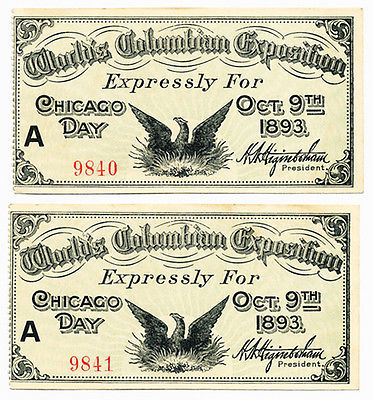 World's Columbian Exposition
Expressly For
Chicago Day
Oct. 9TH 1893.
A
9840
H. N. Higinbotham
President.
World's Columbian Exposition
Expressly For
Chicago Day
Oct. 9TH 1893.
A
9841
H. N. Higinbotham
President.